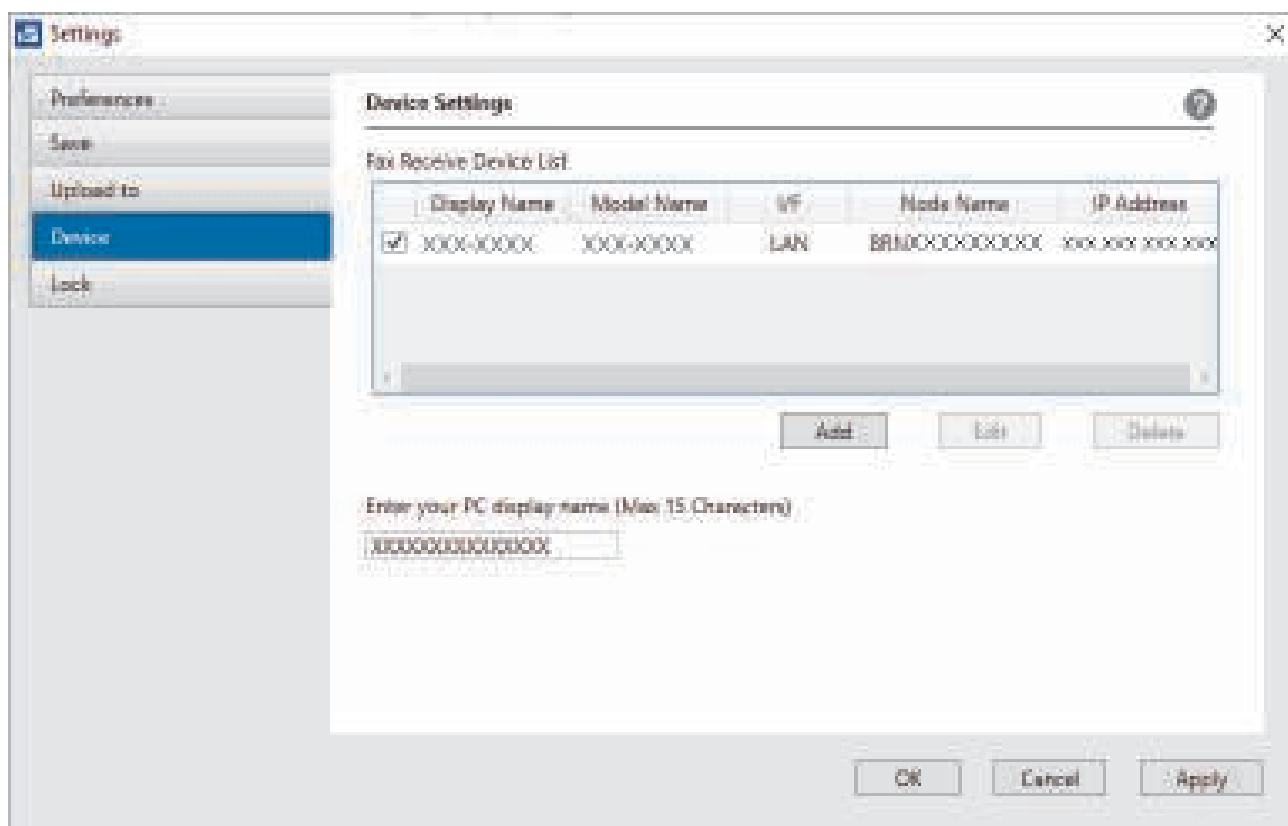 Settings
Preferences
Save
Upload to
Device
Lock
Device Settings
?
Fax Receive Device List
Display Name Model Name I/F Node Name IP Address
XXX-XXXX XXX-XXXX LAN
Add Edit Delete
Enter your PC display name (Max 15 Characters)
OK Cancel Apply